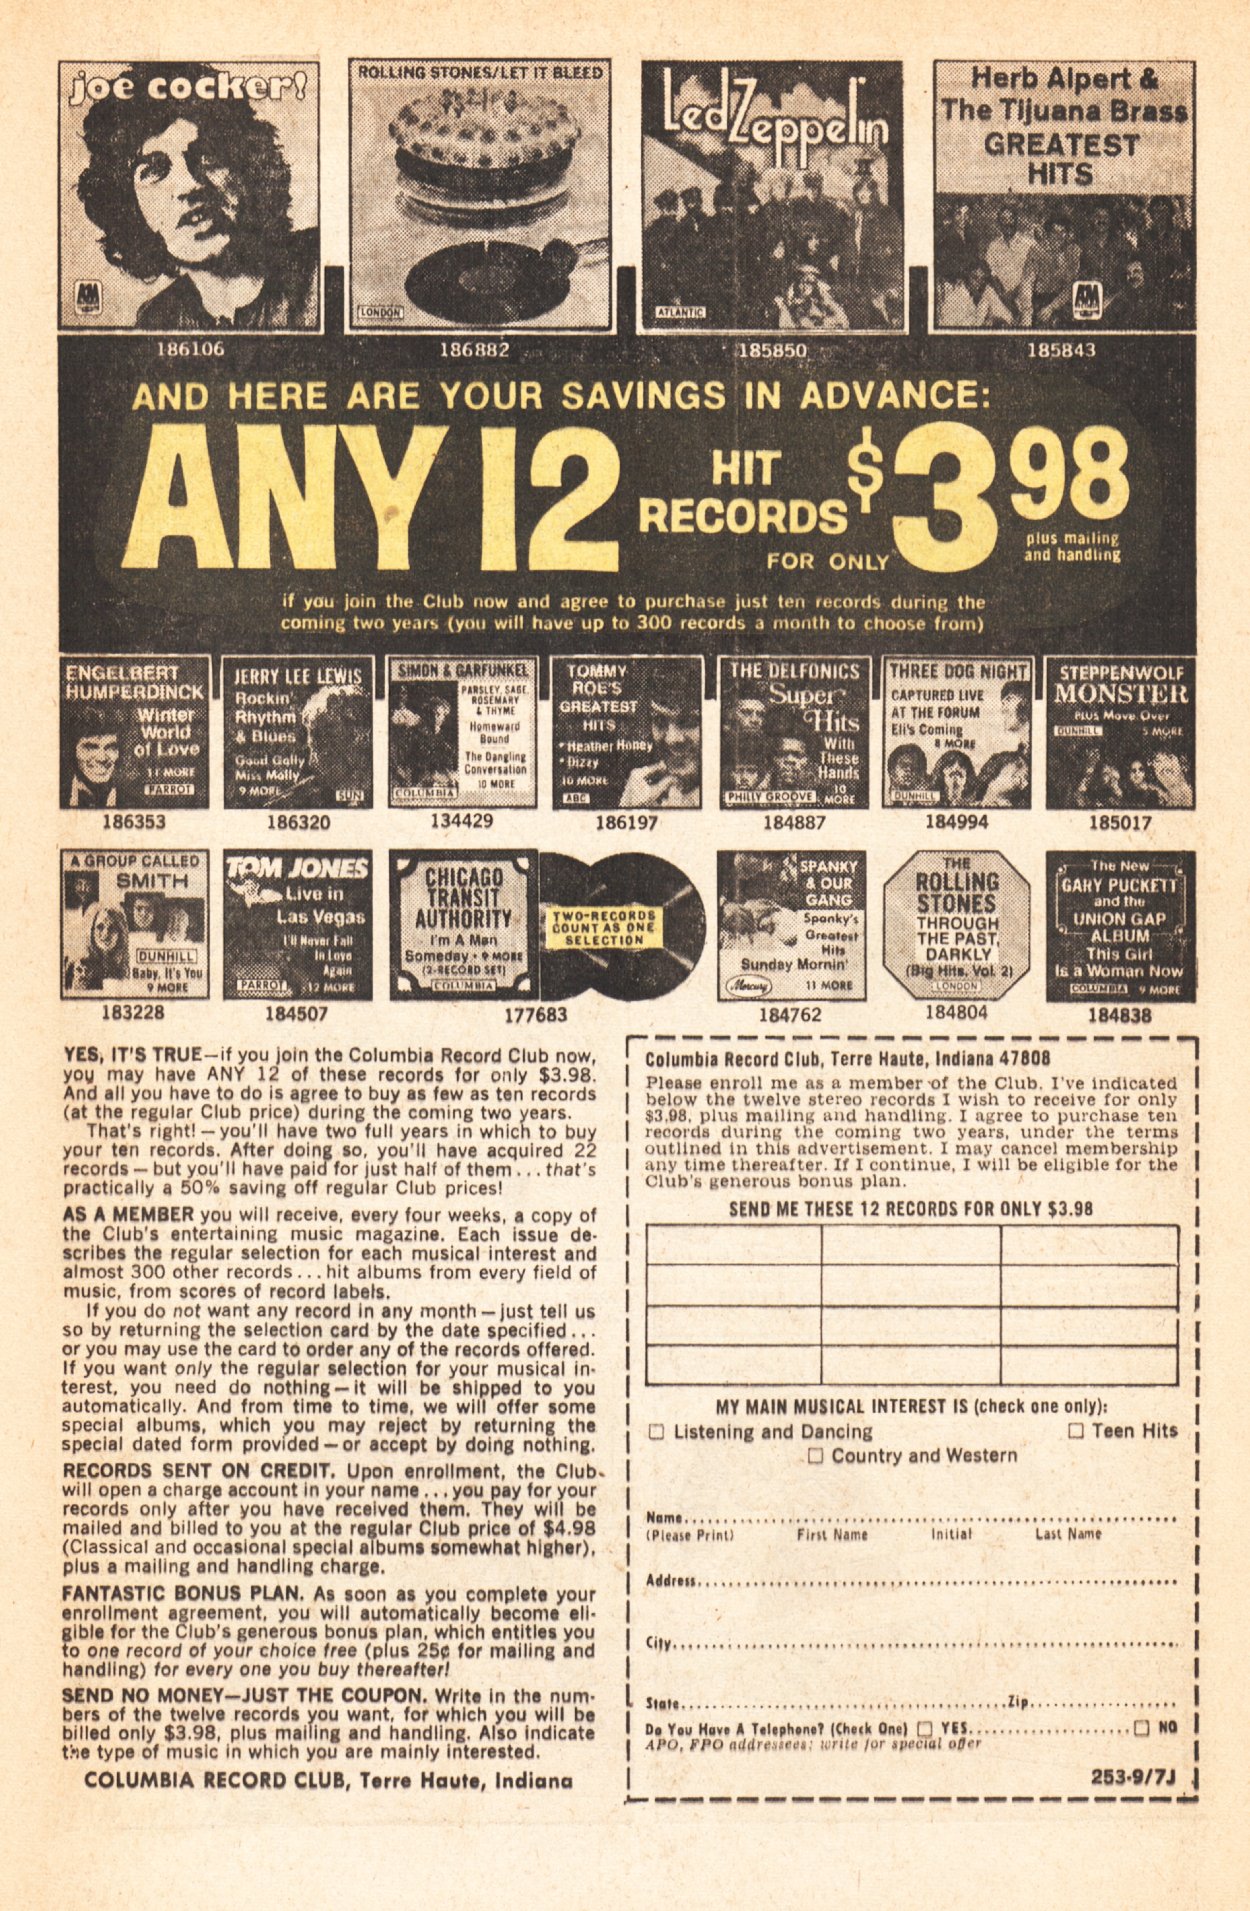 joe cocker!
A&M
ROLLING STONES/LET IT BLEED
LONDON
Led Zeppelin
ATLANTIC
Herb Alpert &
The Tijuana Brass
GREATEST
HITS
A&M
186106
186882
185850
185843
AND HERE ARE YOUR SAVINGS IN ADVANCE:
ANY 12
HIT
RECORDS
FOR ONLY
$3.98
plus mailing
and handling
if you join the Club now and agree to purchase just ten records during the
coming two years (you will have up to 300 records a month to choose from)
ENGELBERT
HUMPERDINCK
Winter
World
of Love
11 MORE
PARROT
JERRY LEE LEWIS
Rockin'
Rhythm
& Blues
Good Golly
Miss Molly
9 MORE
SUN
SIMON & GARFUNKEL
PARSLEY, SAGE,
ROSEMARY
& THYME
Homeward
Bound
The Dangling
Conversation
10 MORE
COLUMBIA
TOMMY
ROE'S
GREATEST
HITS
• Heather Honey
• Dizzy
10 MORE
ABC
THE DELFONICS
Super
Hits
With
These
Hands
10
MORE
PHILLY GROOVE
THREE DOG NIGHT
CAPTURED LIVE
AT THE FORUM
Eli's Coming
8 MORE
DUNHILL
STEPPENWOLF
MONSTER
PLUS Move Over
DUNHILL
5 MORE
186353
186320
134429
186197
184887
184994
185017
A GROUP CALLED
SMITH
DUNHILL
Baby, It's You
9 MORE
TOM JONES
Live in
Las Vegas
I'll Never Fall
In Love
Again
PARROT
12 MORE
CHICAGO
TRANSIT
AUTHORITY
I'm A Man
Someday • 9 MORE
(2-RECORD SET)
COLUMBIA
TWO-RECORDS
COUNT AS ONE
SELECTION
SPANKY
& OUR
GANG
Spanky's
Greatest
Hits
Sunday Mornin'
Mercury
11 MORE
THE
ROLLING
STONES
THROUGH
THE PAST,
DARKLY
(Big Hits, Vol. 2)
LONDON
The New
GARY PUCKETT
and the
UNION GAP
ALBUM
This Girl
Is a Woman Now
COLUMBIA
9 MORE
183228
184507
177683
184762
184804
184838
YES, IT'S TRUE—if you join the Columbia Record Club now,
you may have ANY 12 of these records for only $3.98.
And all you have to do is agree to buy as few as ten records
(at the regular Club price) during the coming two years.
That's right! — you'll have two full years in which to buy
your ten records. After doing so, you'll have acquired 22
records — but you'll have paid for just half of them . . . that's
practically a 50% saving off regular Club prices!
AS A MEMBER you will receive, every four weeks, a copy of
the Club's entertaining music magazine. Each issue de-
scribes the regular selection for each musical interest and
almost 300 other records . . . hit albums from every field of
music, from scores of record labels.
If you do not want any record in any month — just tell us
so by returning the selection card by the date specified . . .
or you may use the card to order any of the records offered.
If you want only the regular selection for your musical in-
terest, you need do nothing — it will be shipped to you
automatically. And from time to time, we will offer some
special albums, which you may reject by returning the
special dated form provided — or accept by doing nothing.
RECORDS SENT ON CREDIT. Upon enrollment, the Club
will open a charge account in your name . . . you pay for your
records only after you have received them. They will be
mailed and billed to you at the regular Club price of $4.98
(Classical and occasional special albums somewhat higher),
plus a mailing and handling charge.
FANTASTIC BONUS PLAN. As soon as you complete your
enrollment agreement, you will automatically become eli-
gible for the Club's generous bonus plan, which entitles you
to one record of your choice free (plus 25¢ for mailing and
handling) for every one you buy thereafter!
SEND NO MONEY—JUST THE COUPON. Write in the num-
bers of the twelve records you want, for which you will be
billed only $3.98, plus mailing and handling. Also indicate
the type of music in which you are mainly interested.
COLUMBIA RECORD CLUB, Terre Haute, Indiana
Columbia Record Club, Terre Haute, Indiana 47808
Please enroll me as a member of the Club. I've indicated
below the twelve stereo records I wish to receive for only
$3.98, plus mailing and handling. I agree to purchase ten
records during the coming two years, under the terms
outlined in this advertisement. I may cancel membership
any time thereafter. If I continue, I will be eligible for the
Club's generous bonus plan.
SEND ME THESE 12 RECORDS FOR ONLY $3.98
MY MAIN MUSICAL INTEREST IS (check one only):
☐ Listening and Dancing ☐ Teen Hits
☐ Country and Western
Name
(Please Print) First Name Initial Last Name
Address
City
State Zip
Do You Have A Telephone? (Check One) ☐ YES ☐ NO
APO, FPO addressees: write for special offer
253-9/7J